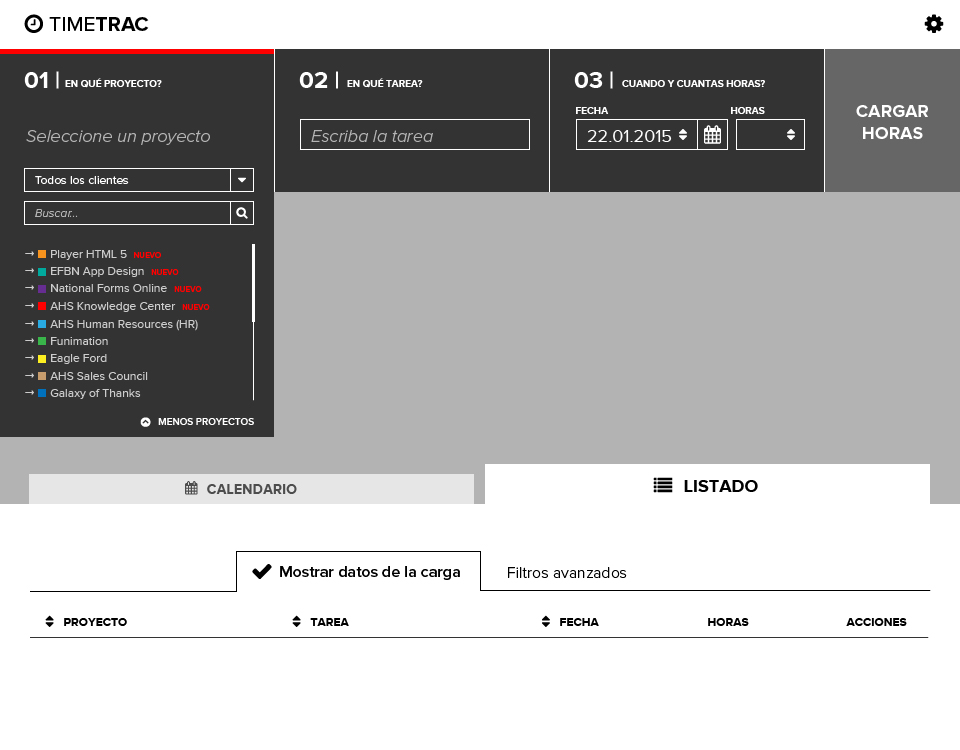 TIMETRAC
01 | EN QUÉ PROYECTO?
Seleccione un proyecto
Todos los clientes
Buscar...
→ Player HTML 5 NUEVO
→ EFBN App Design NUEVO
→ National Forms Online NUEVO
→ AHS Knowledge Center NUEVO
→ AHS Human Resources (HR)
→ Funimation
→ Eagle Ford
→ AHS Sales Council
→ Galaxy of Thanks
MENOS PROYECTOS
02 | EN QUÉ TAREA?
Escriba la tarea
03 | CUANDO Y CUANTAS HORAS?
FECHA HORAS
22.01.2015
CARGAR
HORAS
CALENDARIO
LISTADO
Mostrar datos de la carga
Filtros avanzados
PROYECTO TAREA FECHA HORAS ACCIONES